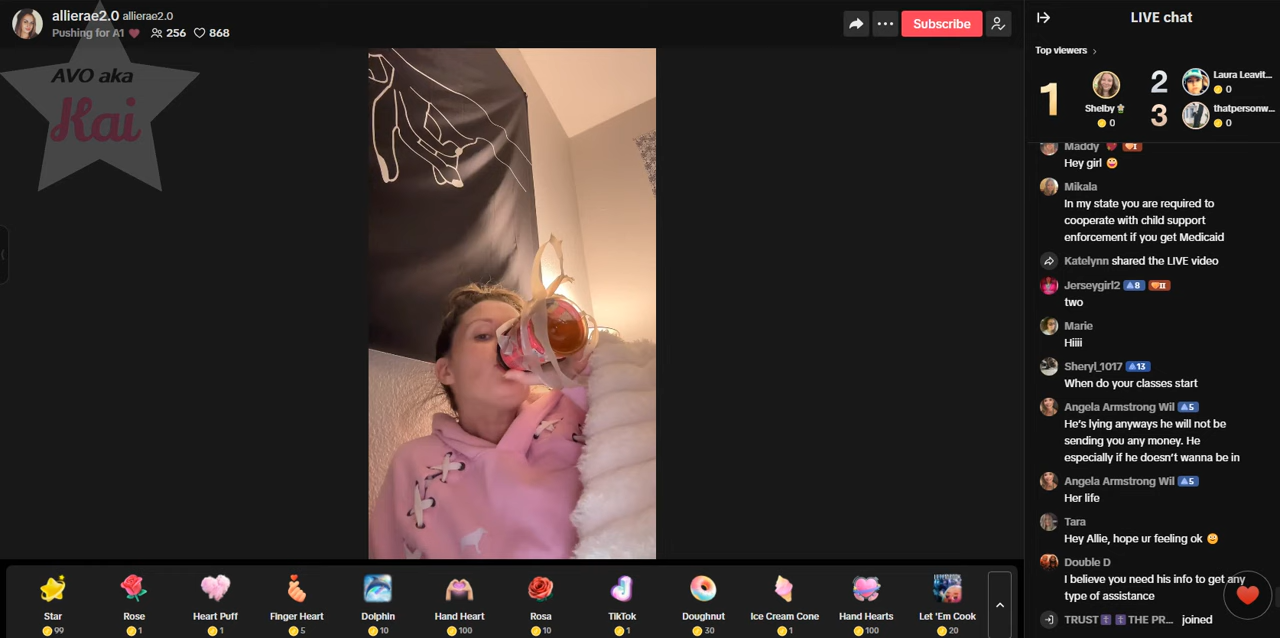 allierae2.0 allierae2.0
Pushing for A1 256 868
AVO aka
Kai
Subscribe
LIVE chat
Top viewers
1
Shelby
0
2
Laura Leavit...
0
3
thatpersonw...
0
Maddy
Hey girl
Mikala
In my state you are required to
cooperate with child support
enforcement if you get Medicaid
Katelynn shared the LIVE video
Jerseygirl2 8 II
two
Marie
Hiiii
Sheryl_1017 13
When do your classes start
Angela Armstrong Wil 5
He's lying anyways he will not be
sending you any money. He
especially if he doesn't wanna be in
Angela Armstrong Wil 5
Her life
Tara
Hey Allie, hope ur feeling ok
Double D
I believe you need his info to get any
type of assistance
TRUST THE PR... joined
Star Rose Heart Puff Finger Heart Dolphin Hand Heart Rosa TikTok Doughnut Ice Cream Cone Hand Hearts Let 'Em Cook
99 1 1 5 10 100 10 1 30 1 100 20